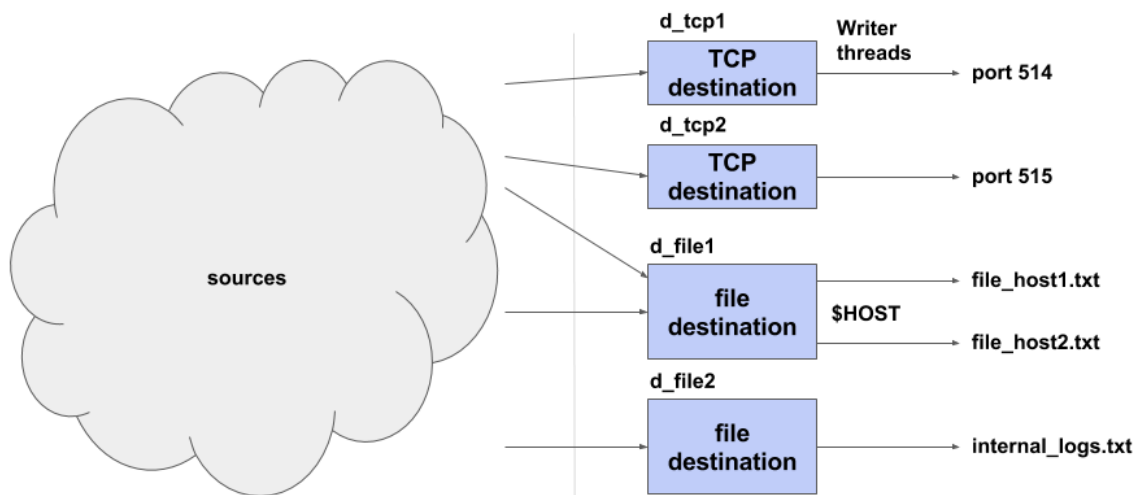 d_tcp1
Writer
threads
TCP
destination
port 514
d_tcp2
TCP
destination
port 515
sources
d_file1
file
destination
$HOST
file_host1.txt
file_host2.txt
d_file2
file
destination
internal_logs.txt